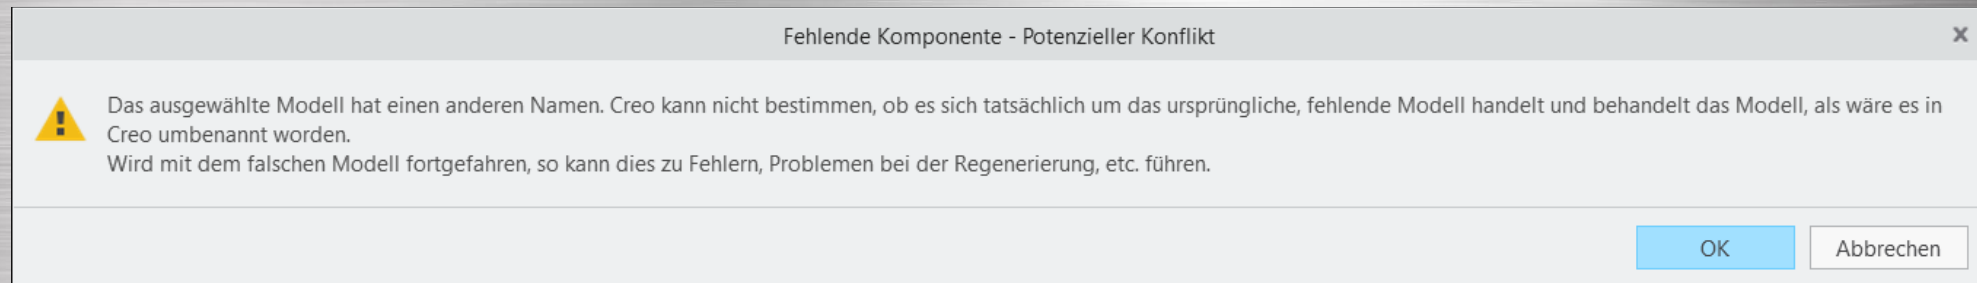 Fehlende Komponente - Potenzieller Konflikt
x
Das ausgewählte Modell hat einen anderen Namen. Creo kann nicht bestimmen, ob es sich tatsächlich um das ursprüngliche, fehlende Modell handelt und behandelt das Modell, als wäre es in
Creo umbenannt worden.
Wird mit dem falschen Modell fortgefahren, so kann dies zu Fehlern, Problemen bei der Regenerierung, etc. führen.
OK
Abbrechen